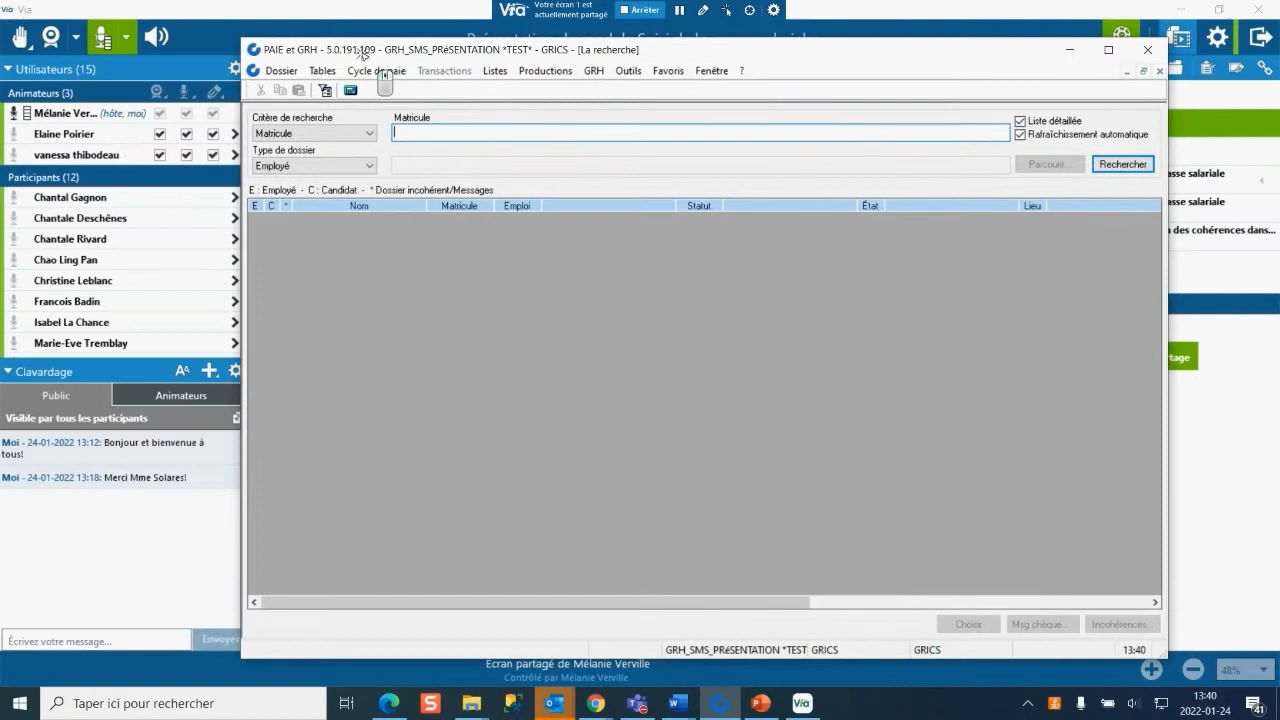 Via
Via
Votre écran 1 est
actuellement partagé
Arrêter
Utilisateurs (15)
Animateurs (3)
Mélanie Ver... (hôte, moi)
Elaine Poirier
vanessa thibodeau
Participants (12)
Chantal Gagnon
Chantale Deschênes
Chantale Rivard
Chao Ling Pan
Christine Leblanc
Francois Badin
Isabel La Chance
Marie-Eve Tremblay
Clavardage
AA
Public
Animateurs
Visible par tous les participants
Moi - 24-01-2022 13:12: Bonjour et bienvenue à
tous!
Moi - 24-01-2022 13:18: Merci Mme Solares!
Écrivez votre message...
Envoyer
PAIE et GRH - 5.0.191.109 - GRH_SMS_PRéSENTATION *TEST* - GRICS - [La recherche]
Dossier Tables Cycle de paie Transactions Listes Productions GRH Outils Favoris Fenêtre ?
Critère de recherche
Matricule
Matricule
Type de dossier
Employé
Liste détaillée
Rafraîchissement automatique
Parcourir...
Rechercher
E : Employé - C : Candidat - * Dossier incohérent/Messages
E C * Nom Matricule Emploi Statut État Lieu
Choisir
Msg chèque...
Incohérences...
GRH_SMS_PRéSENTATION *TEST GRICS GRICS 13:40
asse salariale
asse salariale
n des cohérences dans...
tage
Écran partagé de Mélanie Verville
Contrôlé par Mélanie Verville
48%
Taper ici pour rechercher
Via
13:40
2022-01-24
41